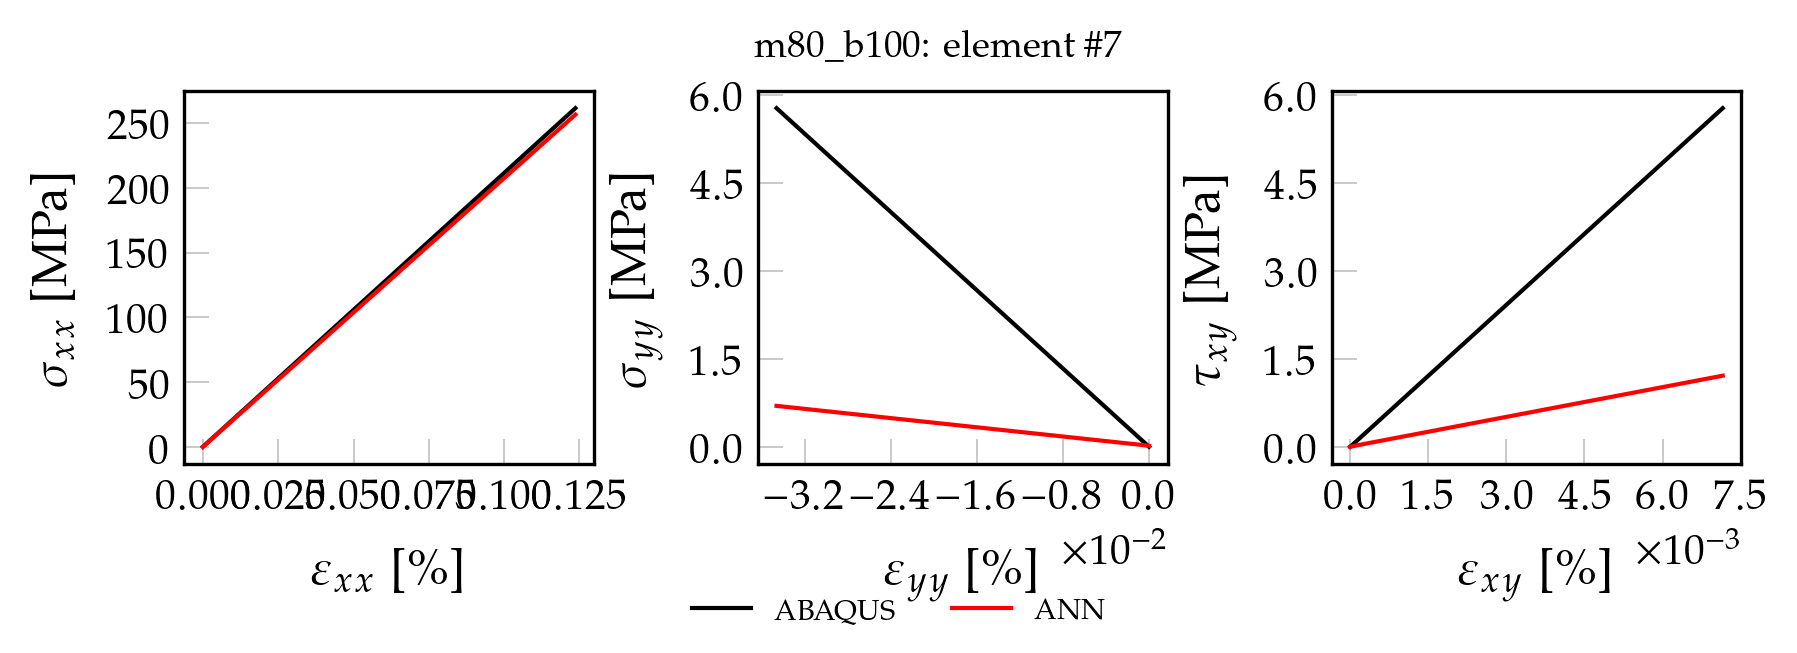 m80_b100: element #7
250
200
150
100
50
0
σxx [MPa]
0.000 0.025 0.050 0.075 0.100 0.125
εxx [%]
6.0
4.5
3.0
1.5
0.0
σyy [MPa]
−3.2 −2.4 −1.6 −0.8 0.0
×10⁻²
εyy [%]
6.0
4.5
3.0
1.5
0.0
τxy [MPa]
0.0 1.5 3.0 4.5 6.0 7.5
×10⁻³
εxy [%]
ABAQUS ANN